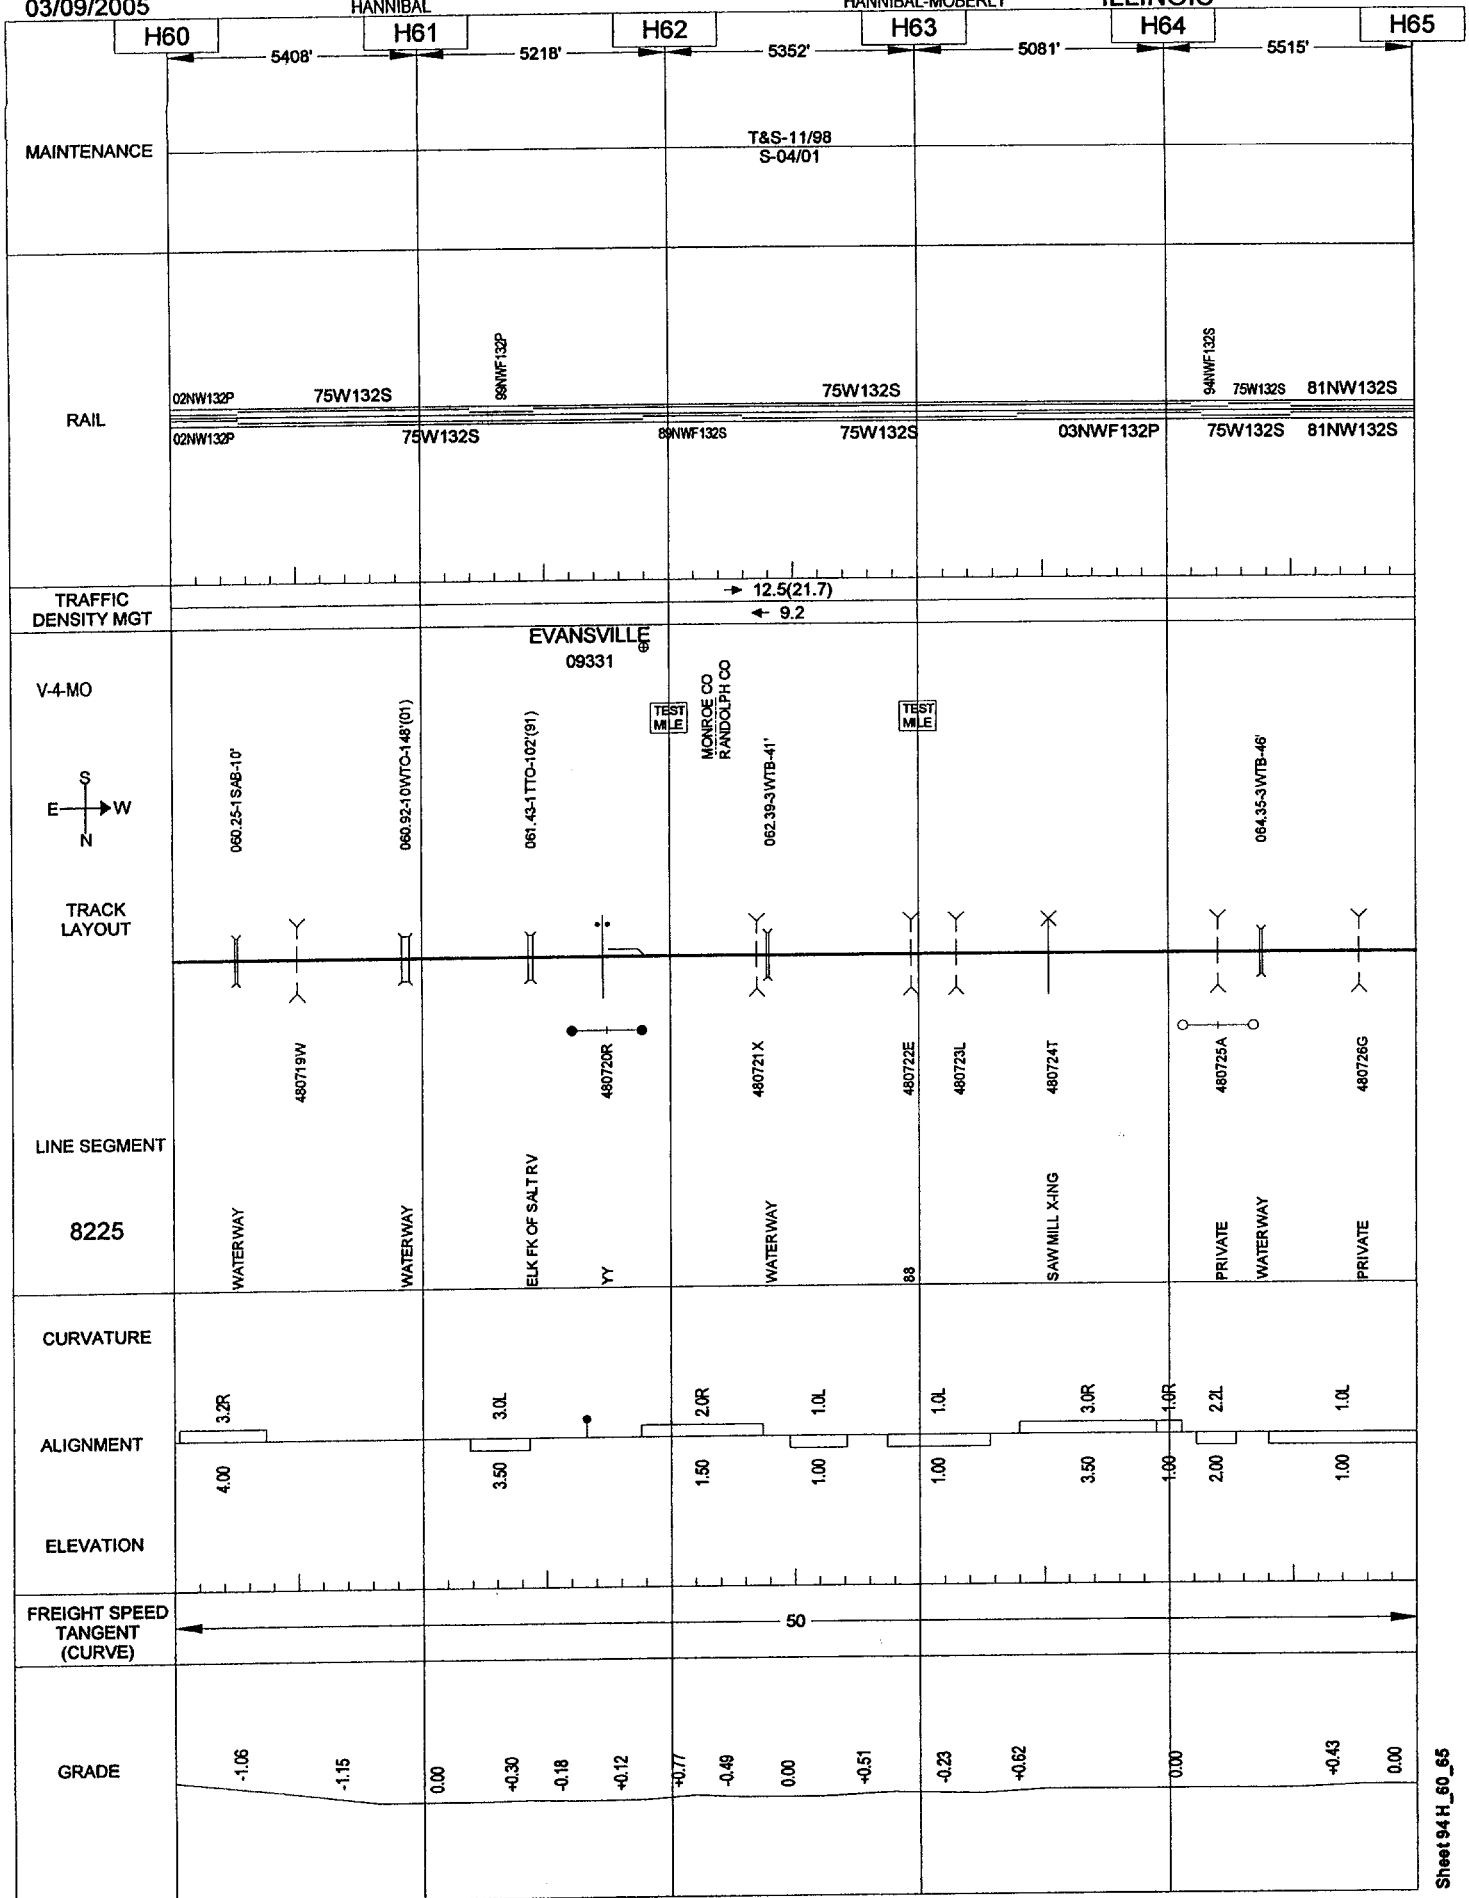 03/09/2005
HANNIBAL
HANNIBAL-MOBERLY
ILLINOIS
H60
H61
H62
H63
H64
H65
5408'
5218'
5352'
5081'
5515'
MAINTENANCE
T&S-11/98
S-04/01
RAIL
02NW132P
75W132S
99NWF132P
75W132S
94NWF132S
75W132S
81NW132S
02NW132P
75W132S
89NWF132S
75W132S
03NWF132P
75W132S
81NW132S
TRAFFIC
DENSITY MGT
12.5(21.7)
9.2
EVANSVILLE
09331
V-4-MO
TEST
MILE
MONROE CO
RANDOLPH CO
TEST
MILE
S
E
W
N
060.25-1SAB-10'
060.92-10WTO-148'(01)
061.43-1TTO-102'(91)
062.39-3WTB-41'
064.35-3WTB-46'
TRACK
LAYOUT
480719W
480720R
480721X
480722E
480723L
480724T
480725A
480726G
LINE SEGMENT
8225
WATERWAY
WATERWAY
ELK FK OF SALT RV
YY
WATERWAY
88
SAWMILL X-ING
PRIVATE
WATERWAY
PRIVATE
CURVATURE
3.2R
3.0L
2.0R
1.0L
1.0L
3.0R
1.0R
2.2L
1.0L
ALIGNMENT
4.00
3.50
1.50
1.00
1.00
3.50
1.00
2.00
1.00
ELEVATION
FREIGHT SPEED
TANGENT
(CURVE)
50
GRADE
-1.06
-1.15
0.00
+0.30
-0.18
+0.12
+0.77
-0.49
0.00
+0.51
-0.23
+0.62
0.00
+0.43
0.00
Sheet 94 H_60_65